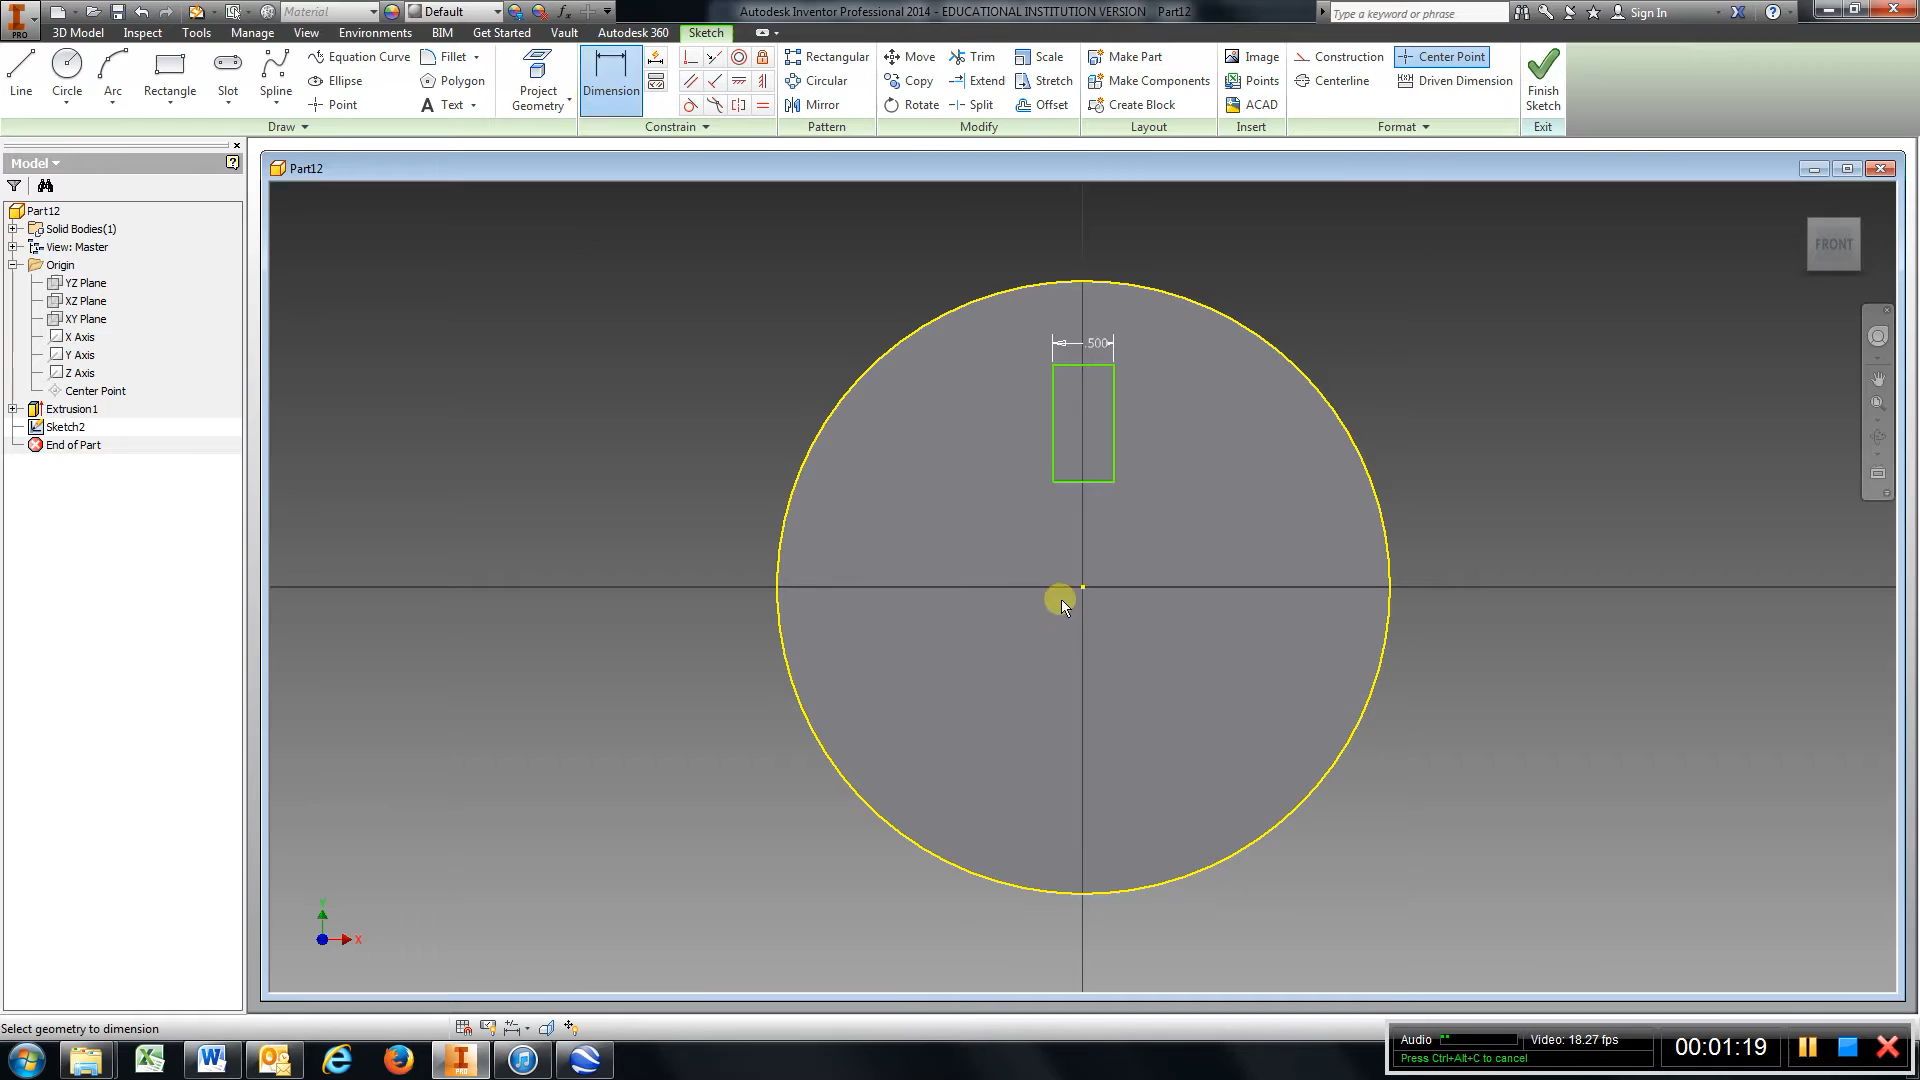 Material
Default
Autodesk Inventor Professional 2014 - EDUCATIONAL INSTITUTION VERSION Part12
Type a keyword or phrase
Sign In
PRO
3D Model Inspect Tools Manage View Environments BIM Get Started Vault Autodesk 360 Sketch
Line Circle Arc Rectangle Slot Spline
Equation Curve Fillet
Ellipse Polygon
Point Text
Project Geometry
Dimension
Rectangular
Circular
Mirror
Move Trim Scale
Copy Extend Stretch
Rotate Split Offset
Make Part
Make Components
Create Block
Image
Points
ACAD
Construction Center Point
Centerline Driven Dimension
Finish Sketch
Draw Constrain Pattern Modify Layout Insert Format Exit
Model
Part12
Solid Bodies(1)
View: Master
Origin
YZ Plane
XZ Plane
XY Plane
X Axis
Y Axis
Z Axis
Center Point
Extrusion1
Sketch2
End of Part
Part12
FRONT
.500
Y
X
Select geometry to dimension
Audio Video: 18.27 fps
Press Ctrl+Alt+C to cancel
00:01:19